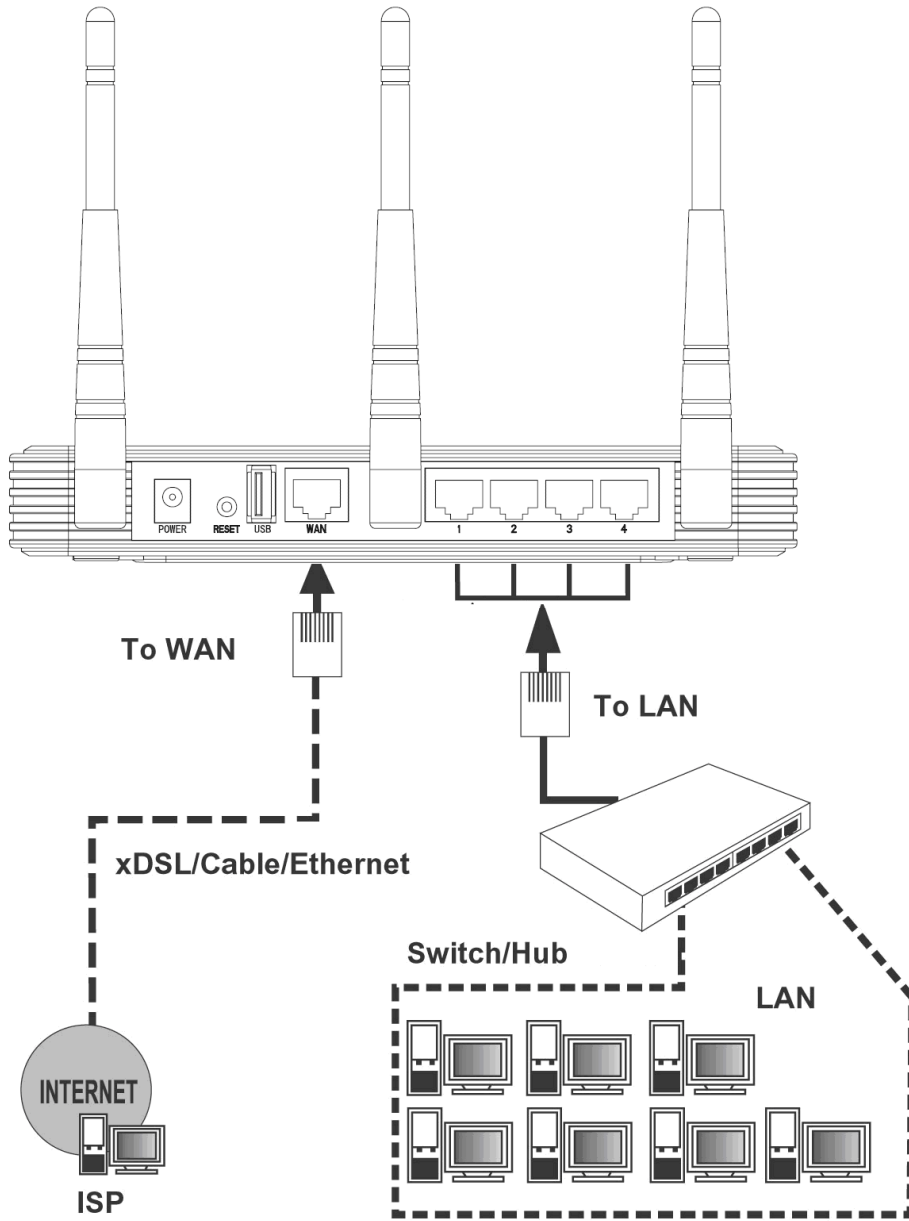 POWER RESET USB WAN 1 2 3 4
To WAN
To LAN
xDSL/Cable/Ethernet
Switch/Hub
LAN
INTERNET
ISP